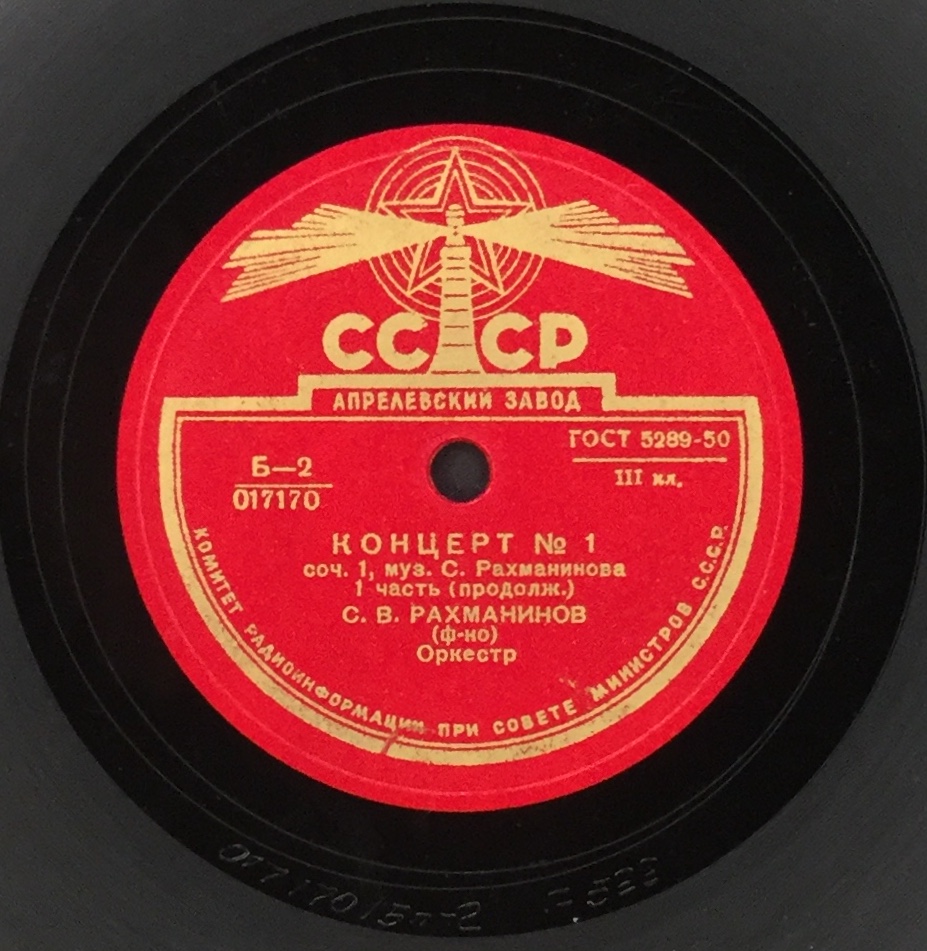 СССР
АПРЕЛЕВСКИЙ ЗАВОД
Б—2
017170
ГОСТ 5289-50
III кл.
КОНЦЕРТ № 1
соч. 1, муз. С. Рахманинова
1 часть (продолж.)
С. В. РАХМАНИНОВ
(ф-но)
Оркестр
КОМИТЕТ РАДИОИНФОРМАЦИИ ПРИ СОВЕТЕ МИНИСТРОВ С.С.С.Р.
017170